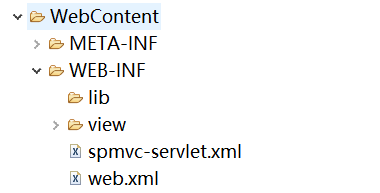 WebContent
META-INF
WEB-INF
lib
view
spmvc-servlet.xml
web.xml